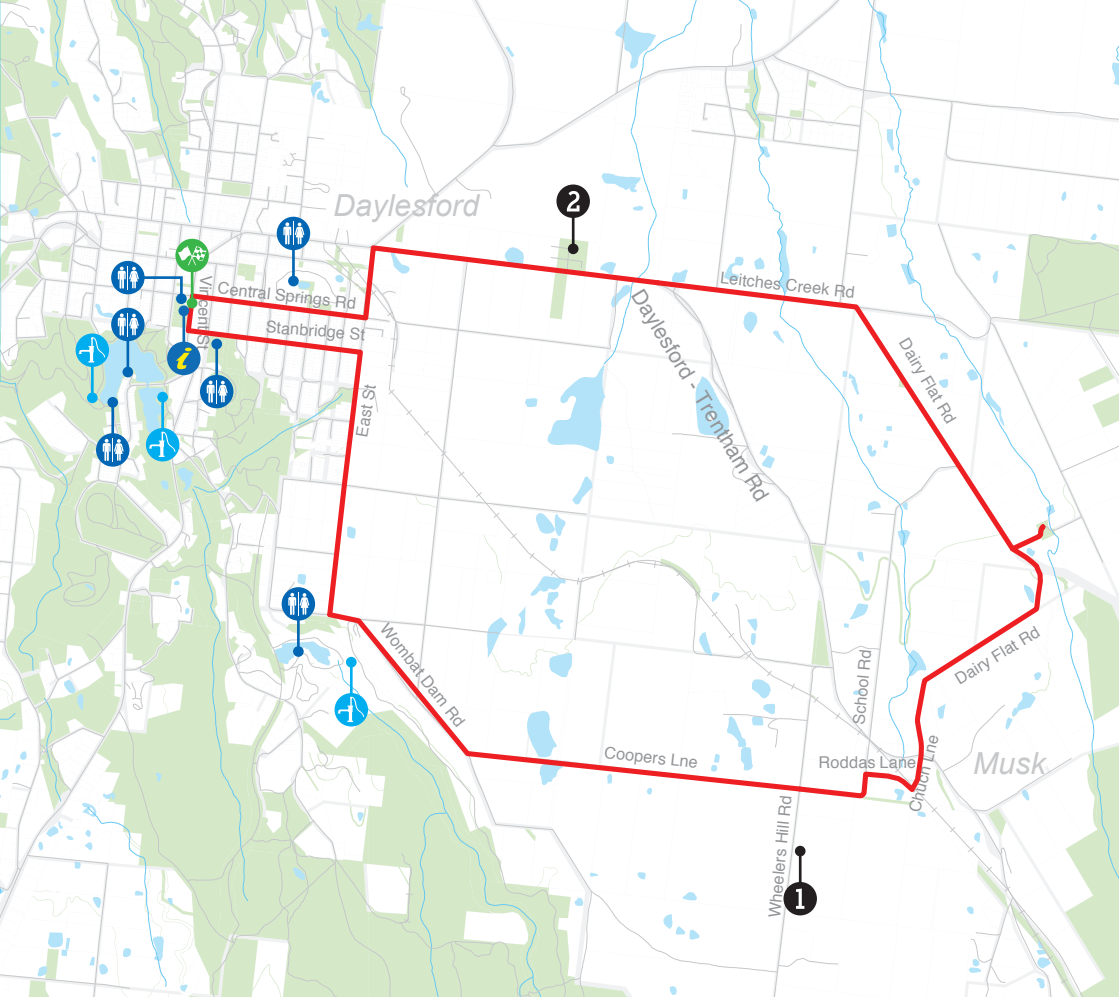 Daylesford
2
Leitches Creek Rd
Central Springs Rd
Vincent St
Stanbridge St
i
Daylesford - Trentham Rd
Dairy Flat Rd
East St
Wombat Dam Rd
School Rd
Dairy Flat Rd
Coopers Lne
Roddas Lane
Chuch Lne
Musk
Wheelers Hill Rd
1